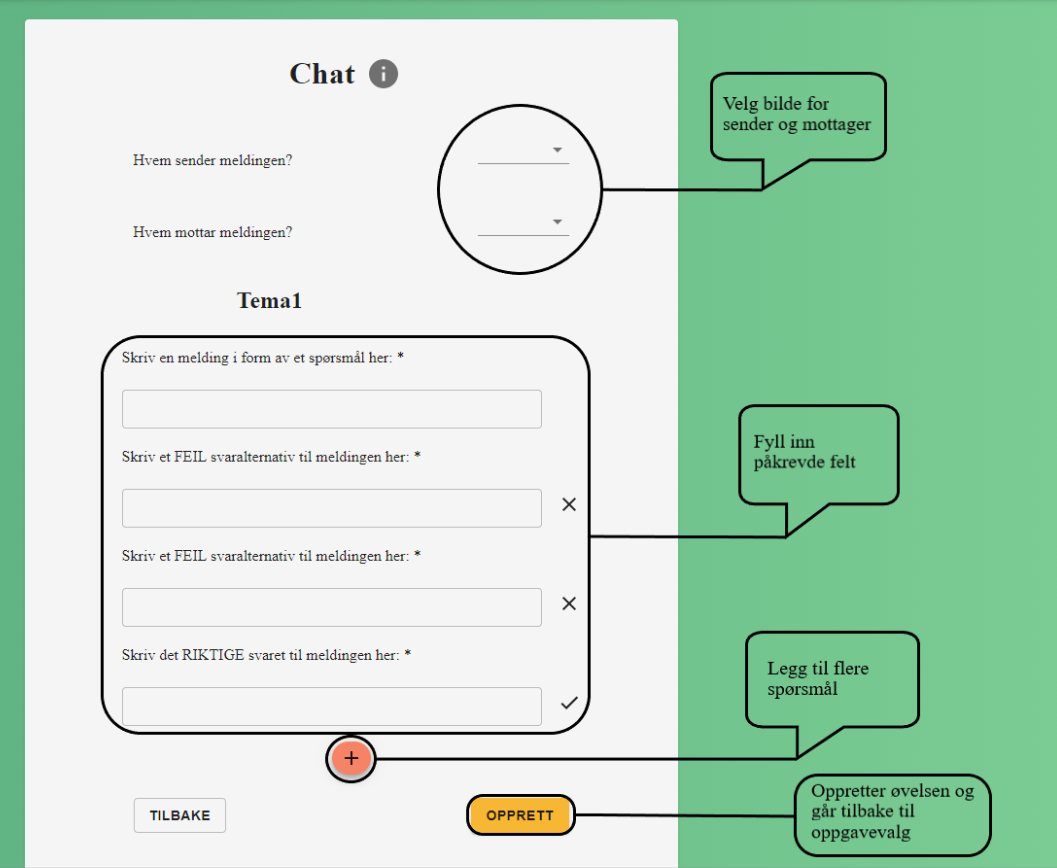 Chat
Velg bilde for
sender og mottager
Hvem sender meldingen?
Hvem mottar meldingen?
Tema1
Skriv en melding i form av et spørsmål her: *
Skriv et FEIL svaralternativ til meldingen her: *
Fyll inn
påkrevde felt
Skriv et FEIL svaralternativ til meldingen her: *
Skriv det RIKTIGE svaret til meldingen her: *
Legg til flere
spørsmål
+
TILBAKE
OPPRETT
Oppretter øvelsen og
går tilbake til
oppgavevalg